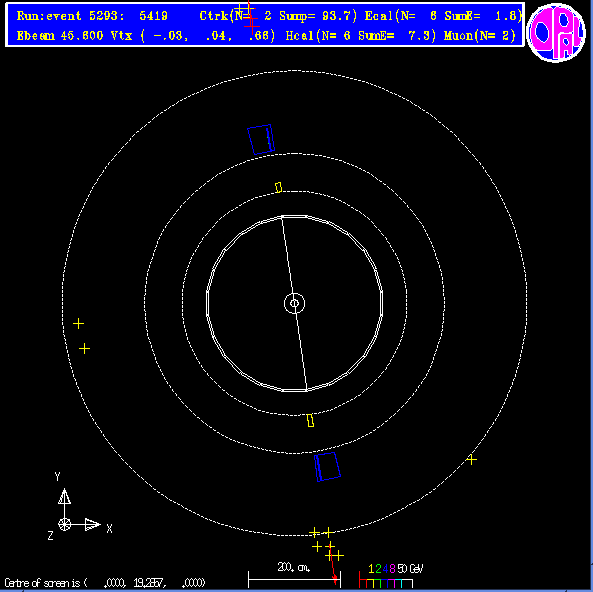 Run:event 5293: 5419 Ctrk(N= 2 Sump= 93.7) Ecal(N= 6 SumE= 1.8)
Ebeam 45.600 Vtx ( -.03, .04, .66) Hcal(N= 6 SumE= 7.3) Muon(N= 2)
OPAL
Y
X
Z
200. cm.
1 2 4 8 50 GeV
Centre of screen is ( .0000, 19.2857, .0000)